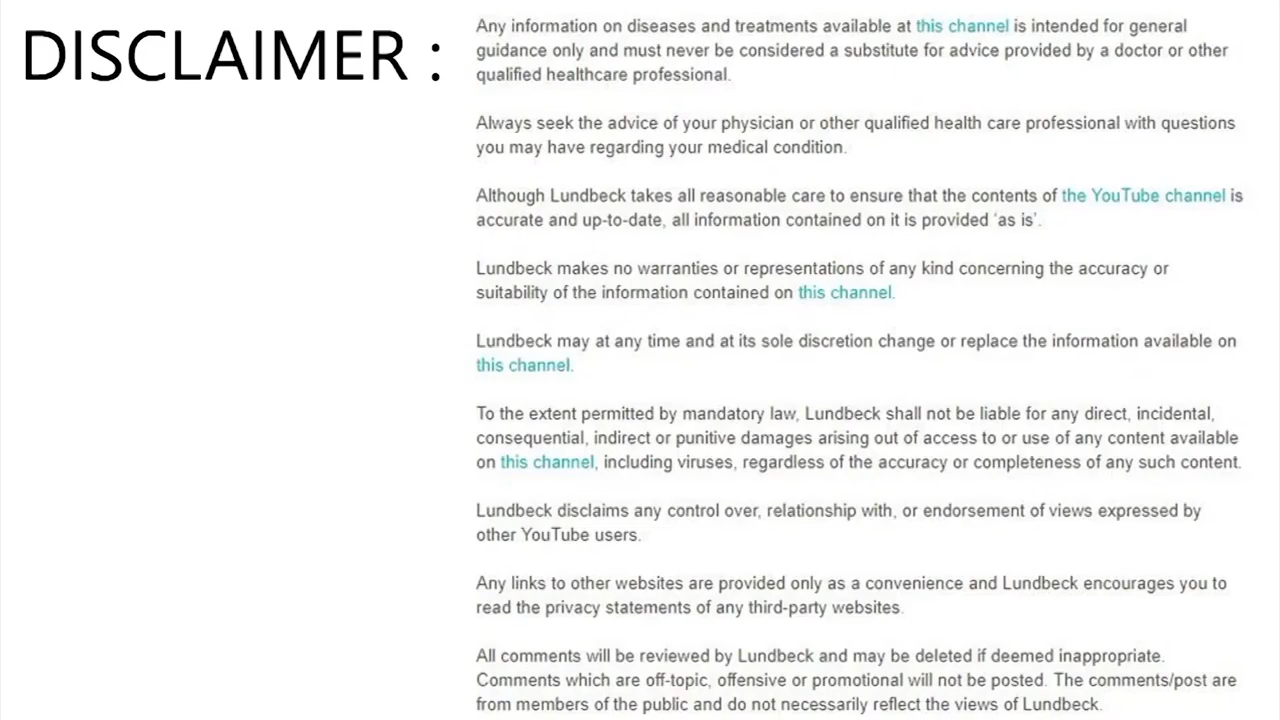 DISCLAIMER :
Any information on diseases and treatments available at this channel is intended for general
guidance only and must never be considered a substitute for advice provided by a doctor or other
qualified healthcare professional.
Always seek the advice of your physician or other qualified health care professional with questions
you may have regarding your medical condition.
Although Lundbeck takes all reasonable care to ensure that the contents of the YouTube channel is
accurate and up-to-date, all information contained on it is provided 'as is'.
Lundbeck makes no warranties or representations of any kind concerning the accuracy or
suitability of the information contained on this channel.
Lundbeck may at any time and at its sole discretion change or replace the information available on
this channel.
To the extent permitted by mandatory law, Lundbeck shall not be liable for any direct, incidental,
consequential, indirect or punitive damages arising out of access to or use of any content available
on this channel, including viruses, regardless of the accuracy or completeness of any such content.
Lundbeck disclaims any control over, relationship with, or endorsement of views expressed by
other YouTube users.
Any links to other websites are provided only as a convenience and Lundbeck encourages you to
read the privacy statements of any third-party websites.
All comments will be reviewed by Lundbeck and may be deleted if deemed inappropriate.
Comments which are off-topic, offensive or promotional will not be posted. The comments/post are
from members of the public and do not necessarily reflect the views of Lundbeck.